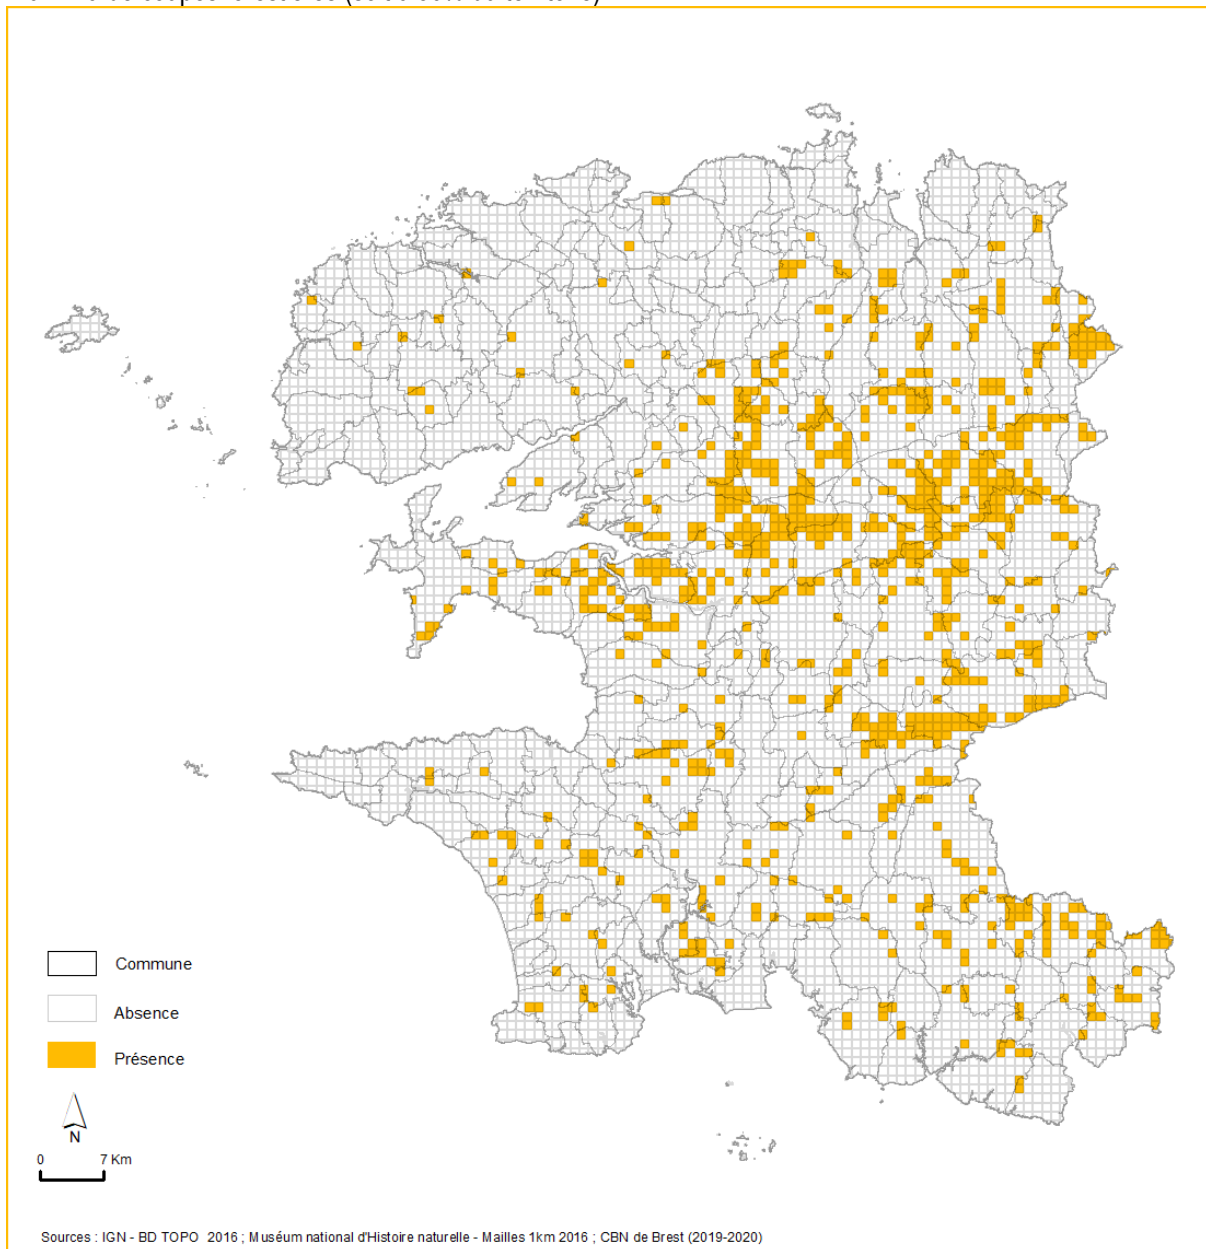 Commune
Absence
Présence
N
0 7 Km
Sources : IGN - BD TOPO 2016 ; Muséum national d'Histoire naturelle - Mailles 1km 2016 ; CBN de Brest (2019-2020)